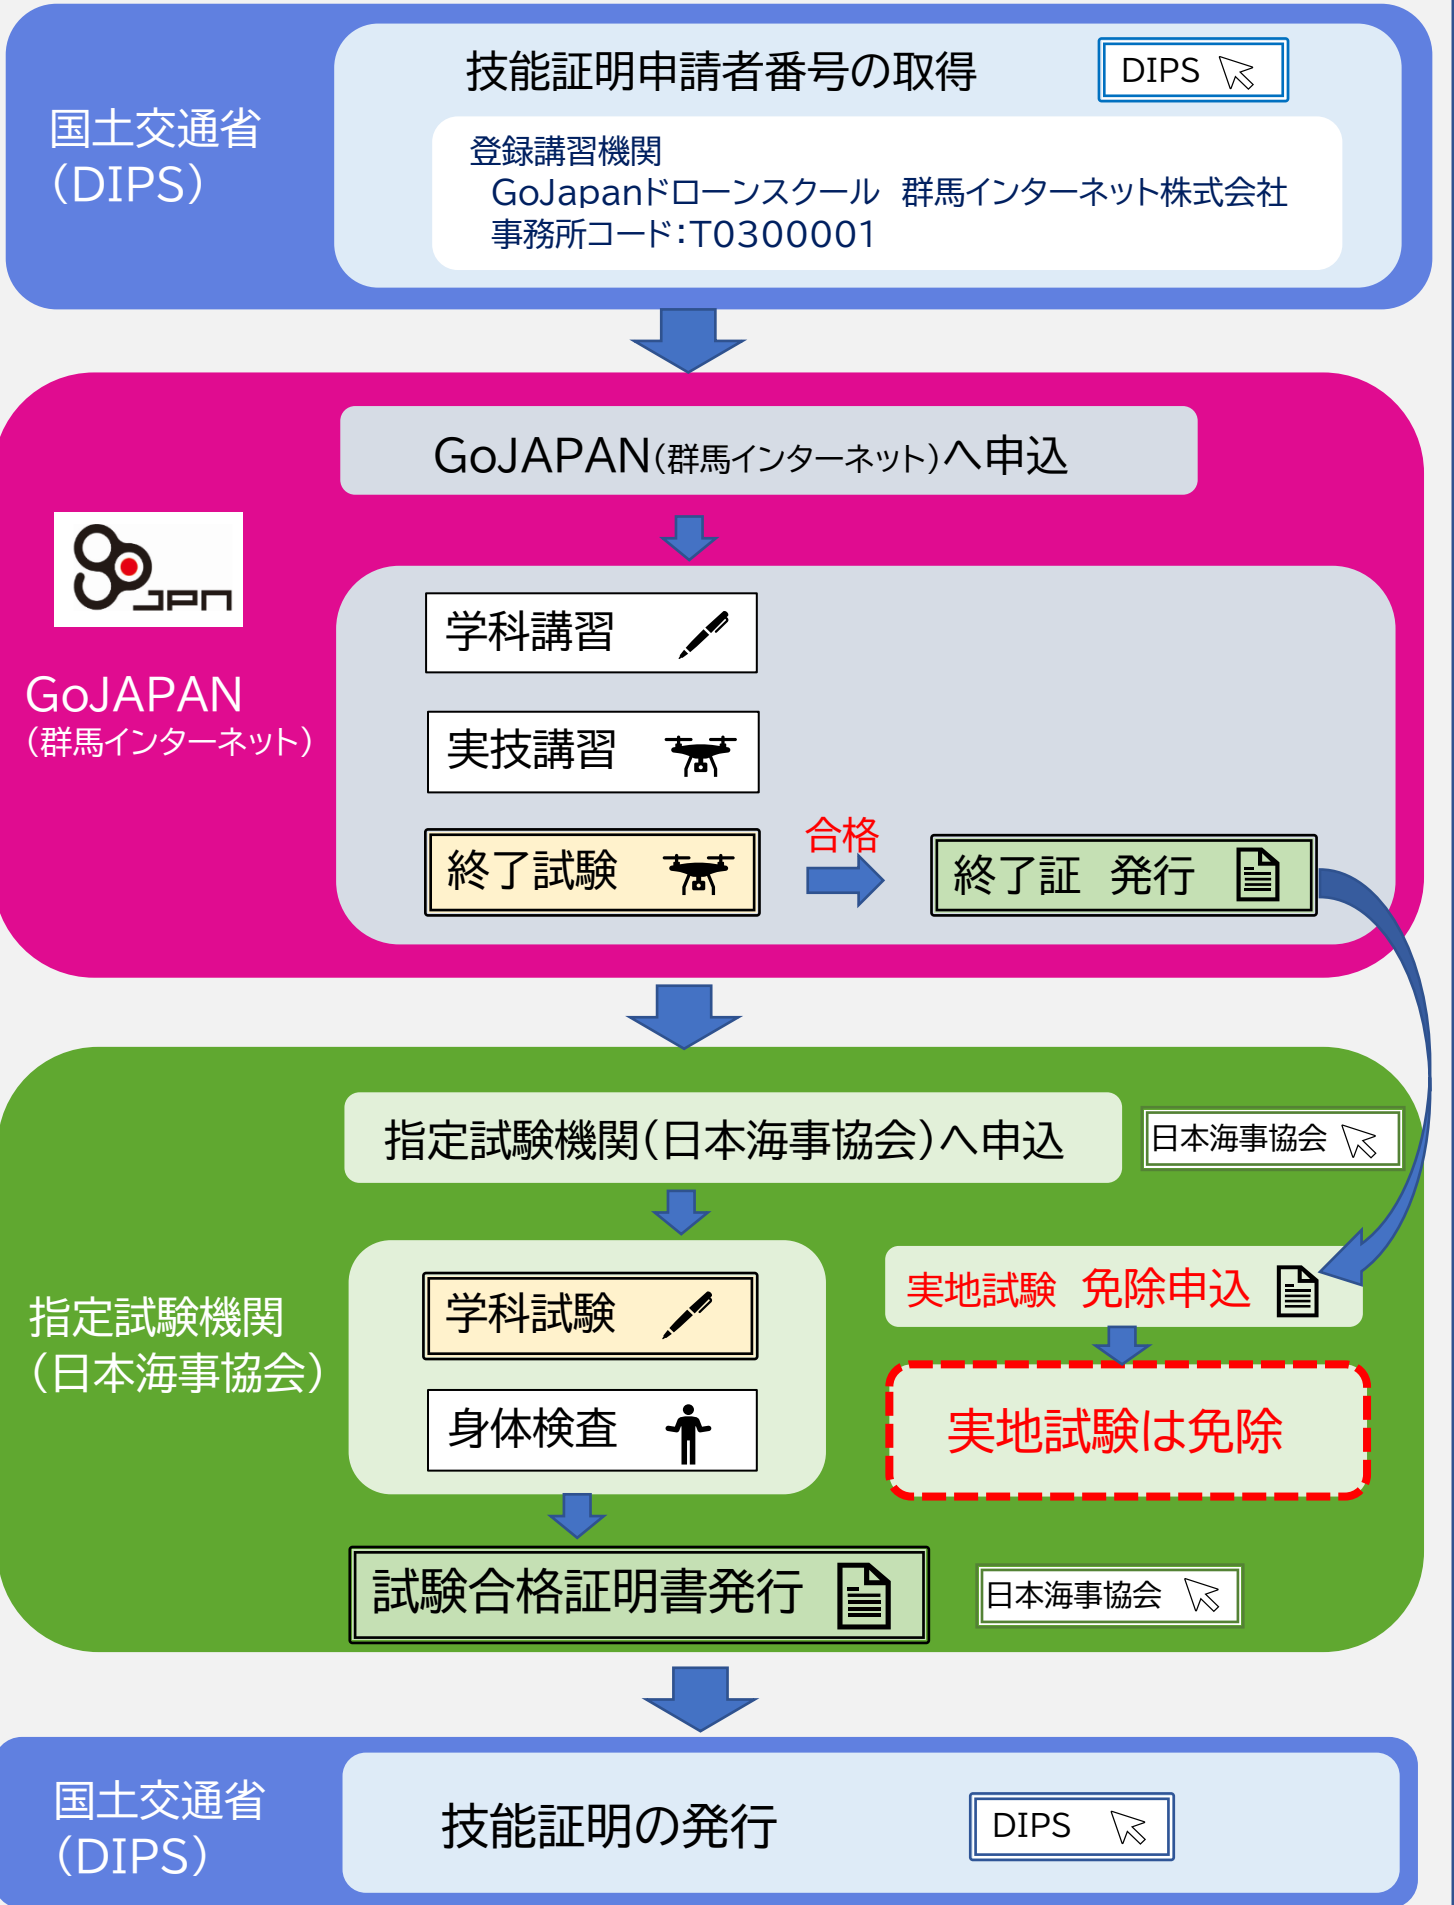 国土交通省
（DIPS）
技能証明申請者番号の取得
DIPS
登録講習機関
GoJapanドローンスクール　群馬インターネット株式会社
事務所コード：T0300001
GoJAPAN（群馬インターネット）へ申込
GoJAPAN
（群馬インターネット）
学科講習
実技講習
終了試験
合格
終了証　発行
指定試験機関（日本海事協会）へ申込
日本海事協会
指定試験機関
（日本海事協会）
学科試験
身体検査
実地試験　免除申込
実地試験は免除
試験合格証明書発行
日本海事協会
国土交通省
（DIPS）
技能証明の発行
DIPS